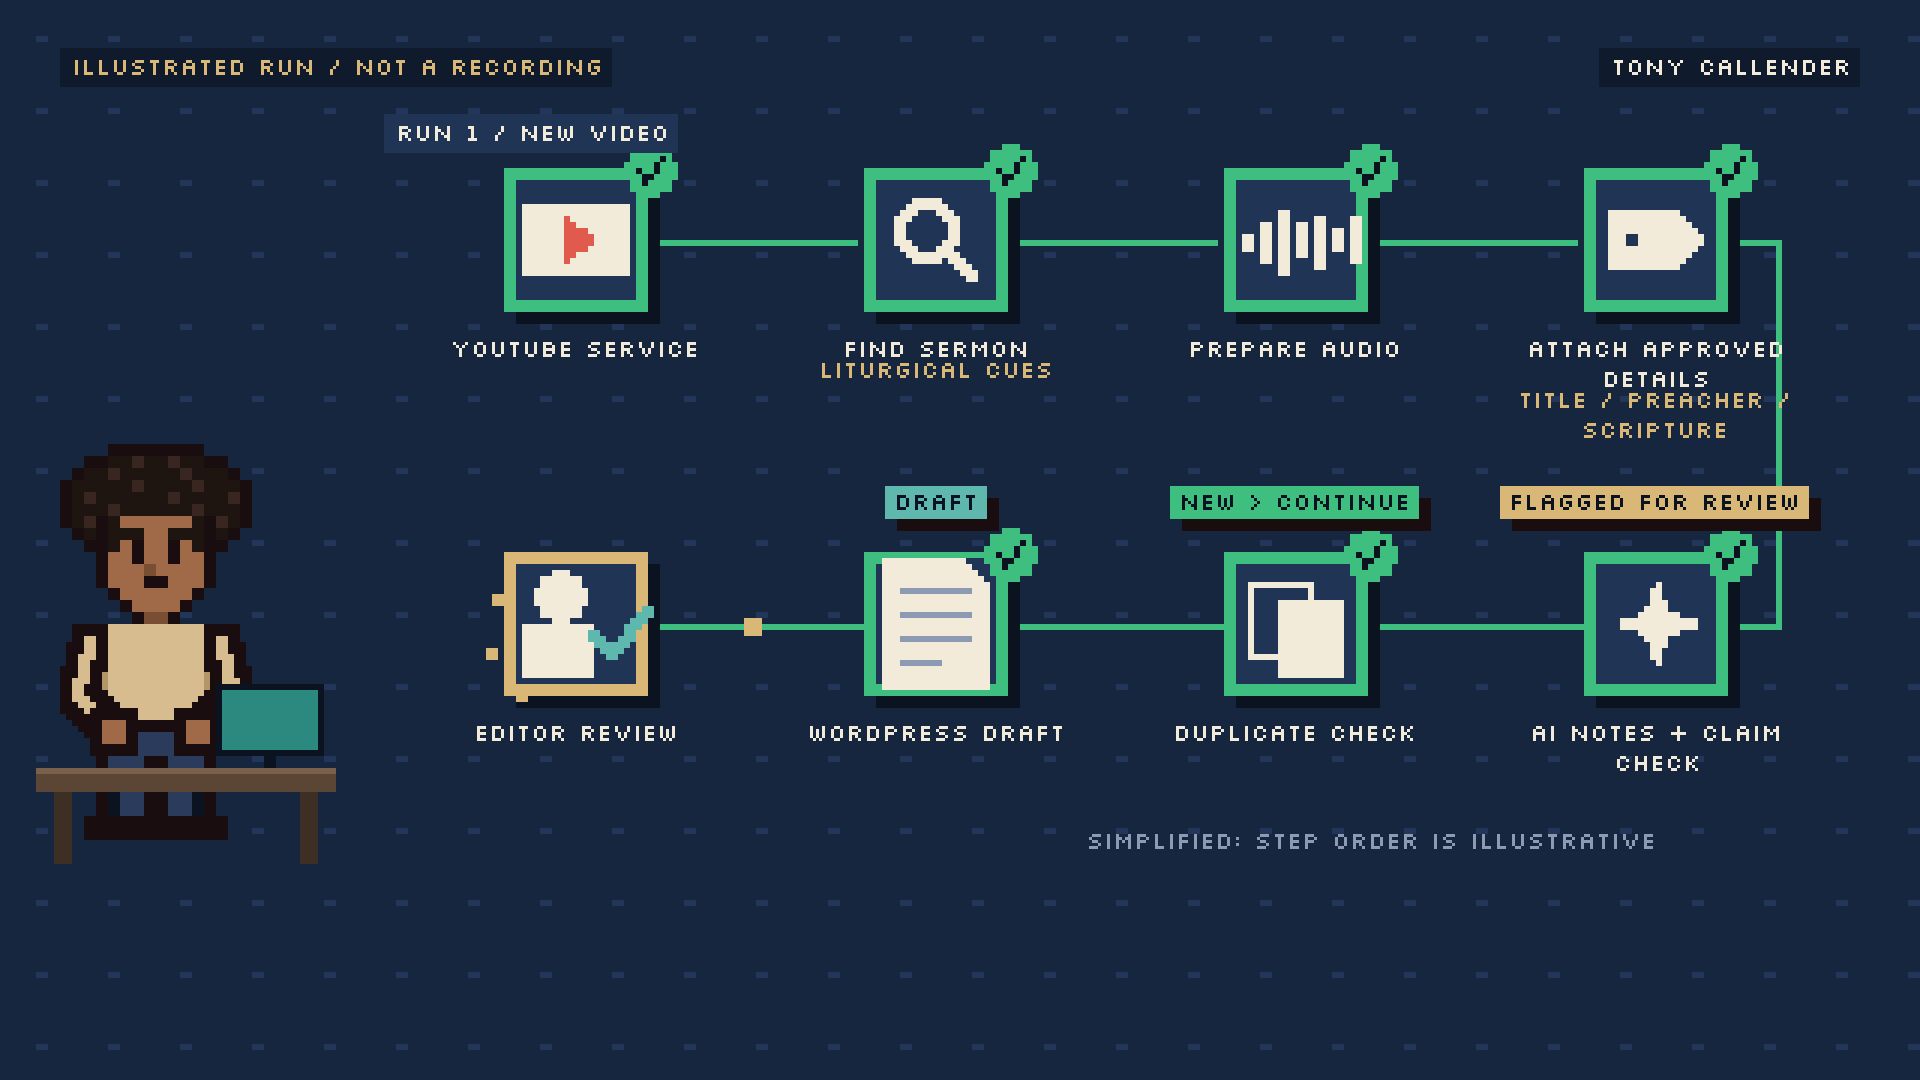 ILLUSTRATED RUN / NOT A RECORDING
TONY CALLENDER
RUN 1 / NEW VIDEO
YOUTUBE SERVICE
FIND SERMON
LITURGICAL CUES
PREPARE AUDIO
ATTACH APPROVED
DETAILS
TITLE / PREACHER /
SCRIPTURE
DRAFT
NEW > CONTINUE
FLAGGED FOR REVIEW
EDITOR REVIEW
WORDPRESS DRAFT
DUPLICATE CHECK
AI NOTES + CLAIM
CHECK
SIMPLIFIED: STEP ORDER IS ILLUSTRATIVE